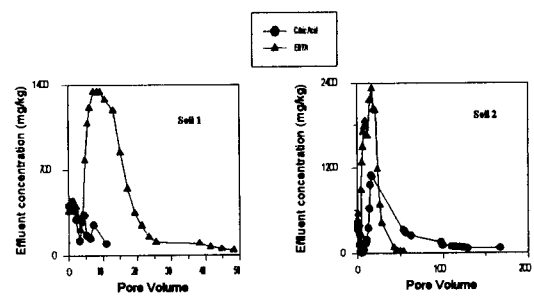 Citric Acid
EDTA
Effluent concentration (mg/kg)
1400
700
0
Soil 1
0 10 20 30 40 50
Pore Volume
Effluent concentration (mg/kg)
2400
1200
0
Soil 2
0 100 200
Pore Volume